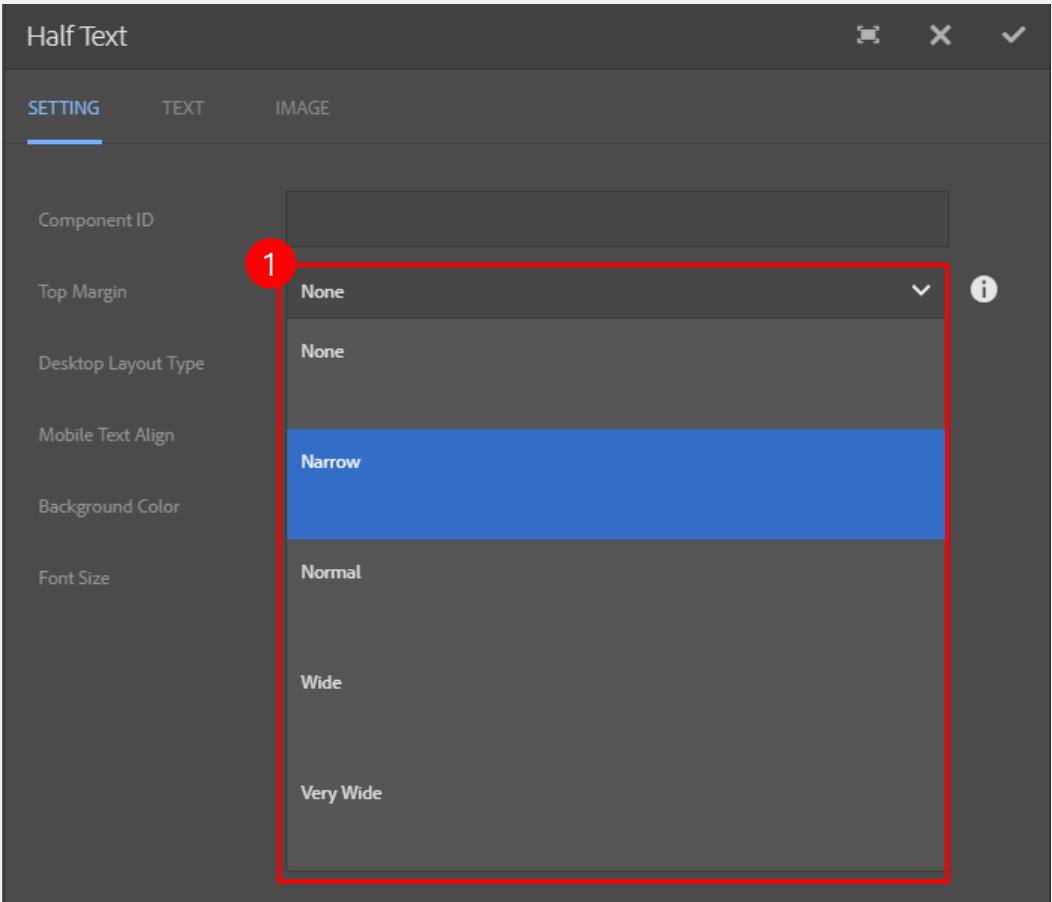 Half Text
SETTING TEXT IMAGE
Component ID
1
Top Margin None
Desktop Layout Type None
Mobile Text Align
Narrow
Background Color
Font Size Normal
Wide
Very Wide